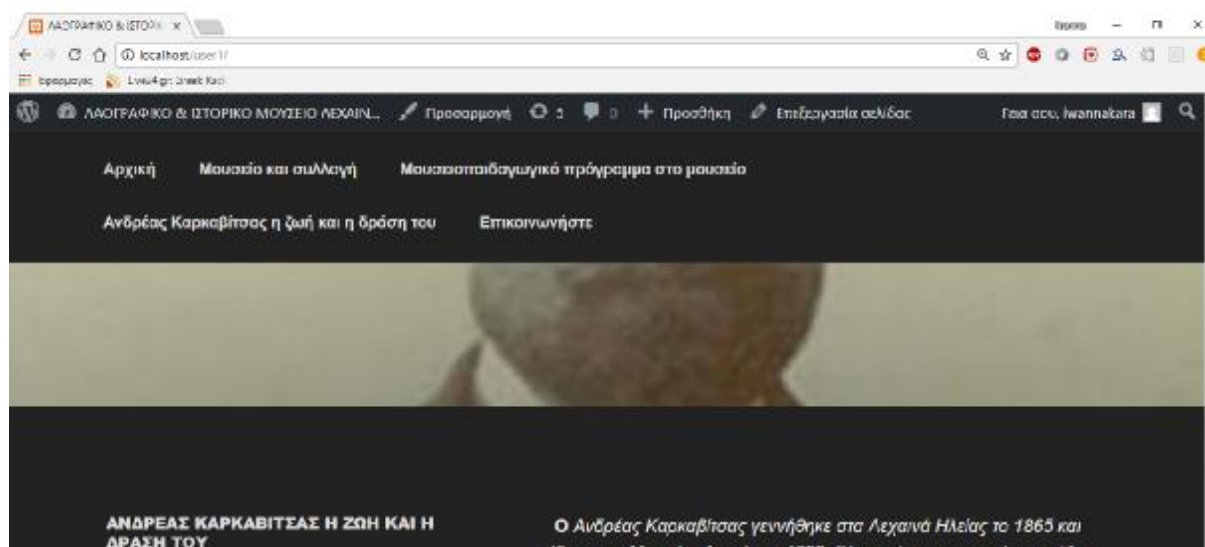 ΛΑΟΓΡΑΦΙΚΟ & ΙΣΤΟΡΙ
localhost/user1/
Εφαρμογές
ΛΑΟΓΡΑΦΙΚΟ & ΙΣΤΟΡΙΚΟ ΜΟΥΣΕΙΟ ΛΕΧΑΙΝ... Προσαρμογή 5 0 Προσθήκη Επεξεργασία σελίδας Γεια σου, iwannakara
Αρχική Μουσείο και συλλογή Μουσειοπαιδαγωγικό πρόγραμμα στο μουσείο
Ανδρέας Καρκαβίτσας η ζωή και η δράση του Επικοινωνήστε
ΑΝΔΡΕΑΣ ΚΑΡΚΑΒΙΤΣΑΣ Η ΖΩΗ ΚΑΙ Η
ΔΡΑΣΗ ΤΟΥ
Ο Ανδρέας Καρκαβίτσας γεννήθηκε στα Λεχαινά Ηλείας το 1865 και